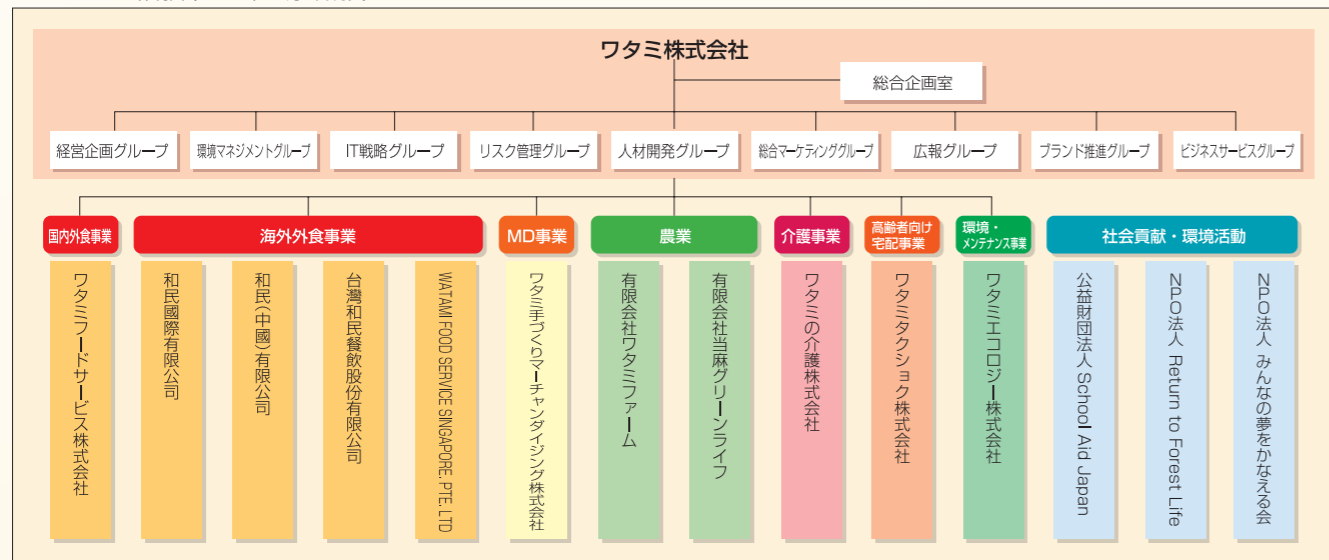 ワタミ株式会社
総合企画室
経営企画グループ
環境マネジメントグループ
IT戦略グループ
リスク管理グループ
人材開発グループ
総合マーケティンググループ
広報グループ
ブランド推進グループ
ビジネスサービスグループ
国内外食事業
海外外食事業
MD事業
農業
介護事業
高齢者向け
宅配事業
環境・
メンテナンス事業
社会貢献・環境活動
ワタミフードサービス株式会社
和民國際有限公司
和民(中國)有限公司
台灣和民餐飲股份有限公司
WATAMI FOOD SERVICE SINGAPORE. PTE. LTD
ワタミ手づくりマーチャンダイジング株式会社
有限会社ワタミファーム
有限会社当麻グリーンライフ
ワタミの介護株式会社
ワタミタクショク株式会社
ワタミエコロジー株式会社
公益財団法人 School Aid Japan
NPO法人 Return to Forest Life
NPO法人 みんなの夢をかなえる会